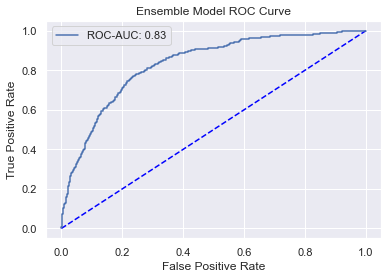 Ensemble Model ROC Curve
ROC-AUC: 0.83
True Positive Rate
1.0
0.8
0.6
0.4
0.2
0.0
0.0 0.2 0.4 0.6 0.8 1.0
False Positive Rate